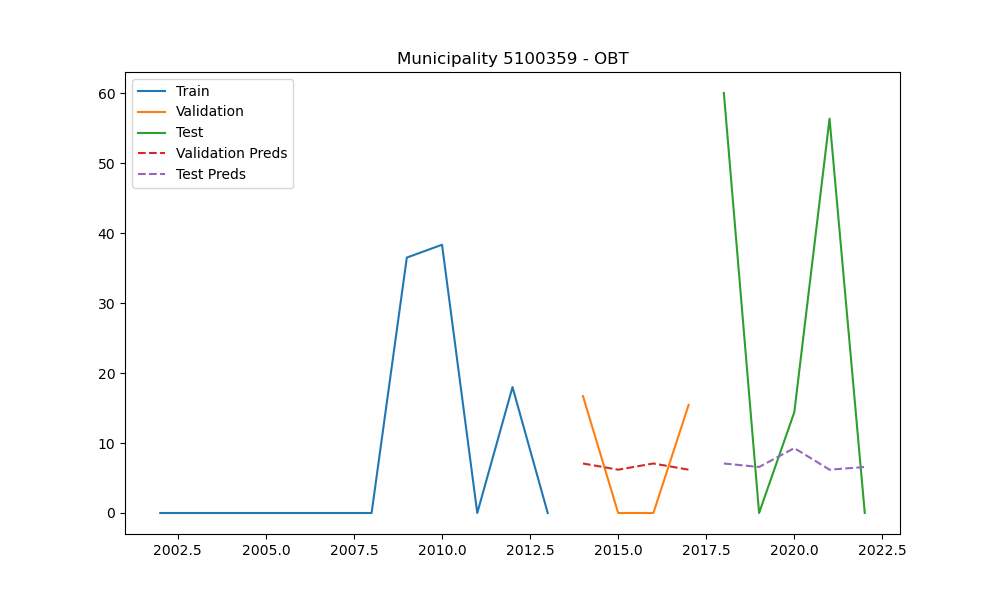 Municipality 5100359 - OBT
Train
Validation
Test
Validation Preds
Test Preds
60
50
40
30
20
10
0
2002.5 2005.0 2007.5 2010.0 2012.5 2015.0 2017.5 2020.0 2022.5